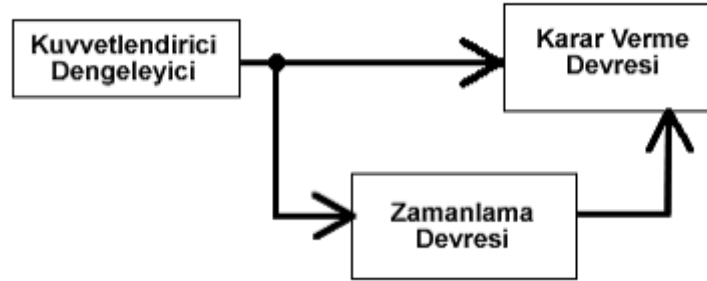 Kuvvetlendirici
Dengeleyici
Karar Verme
Devresi
Zamanlama
Devresi